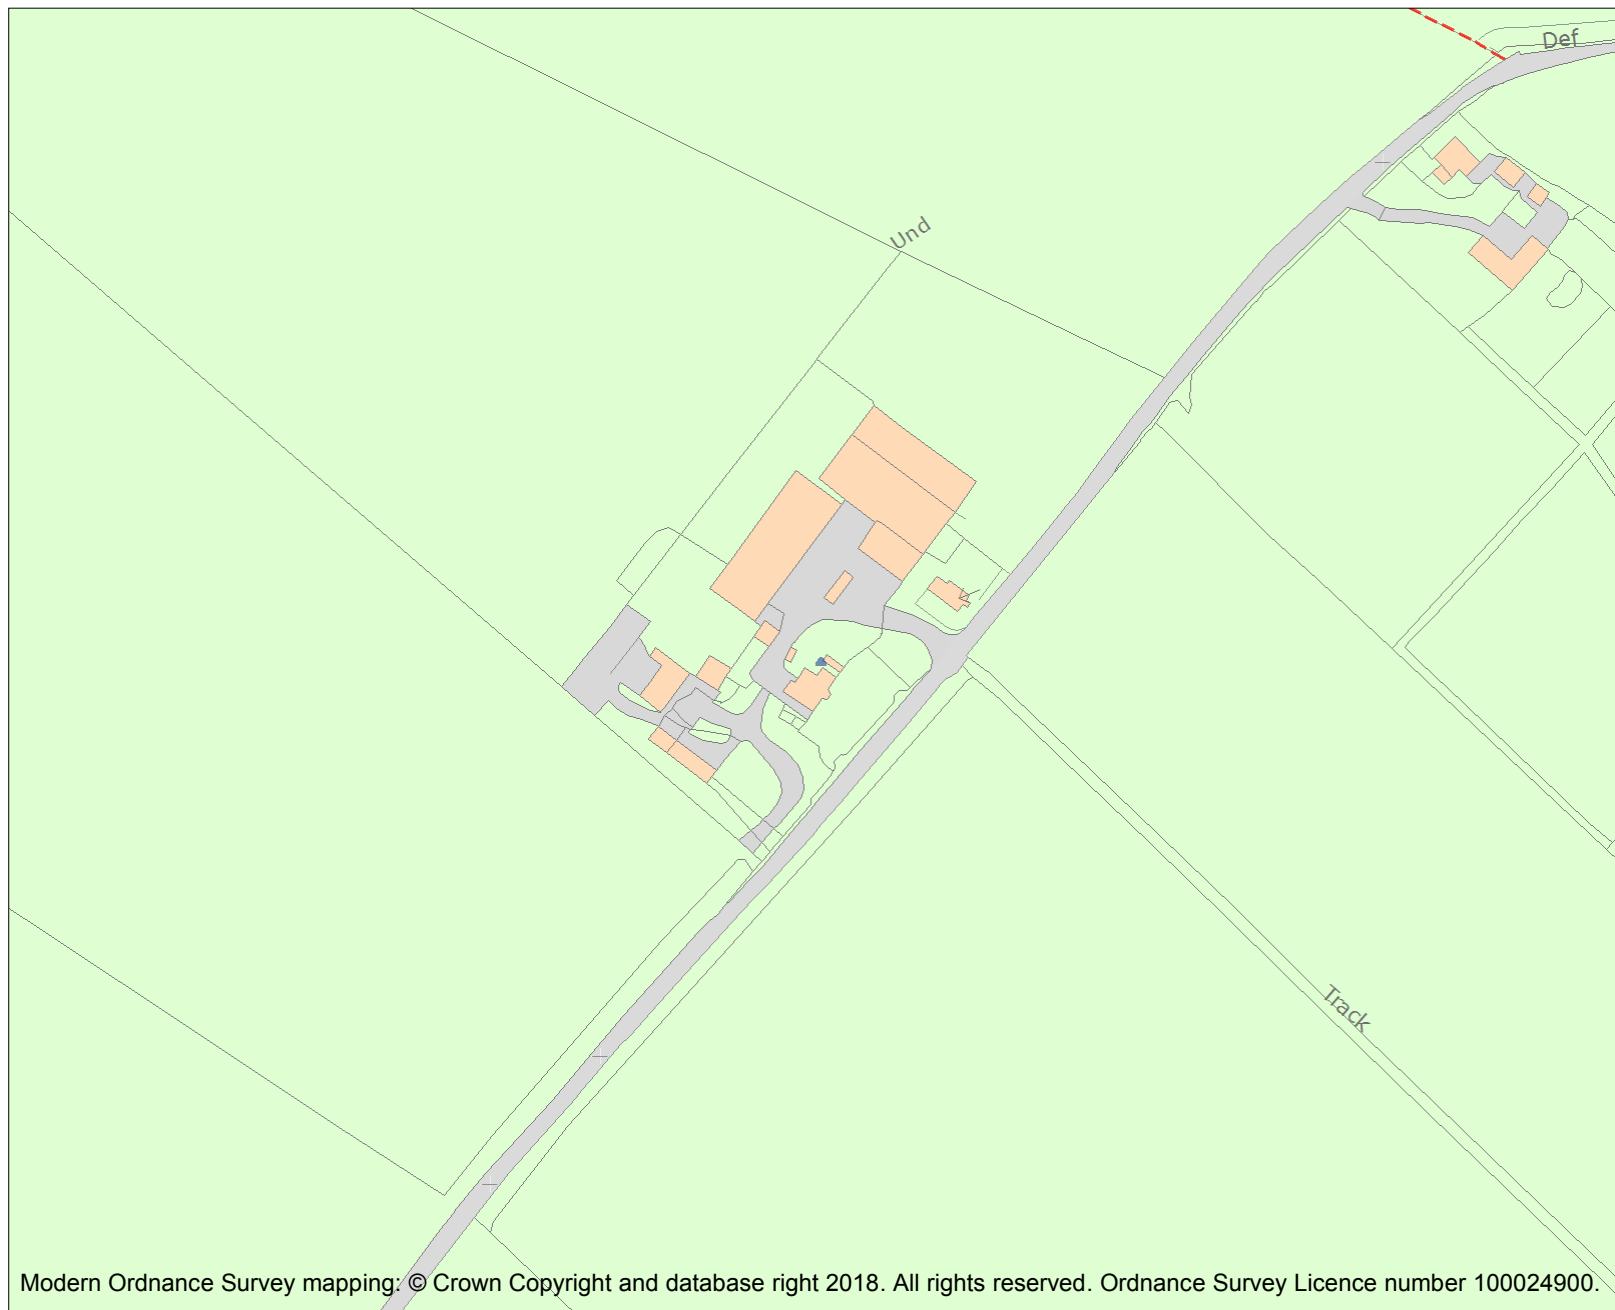 Def
Und
Track
Modern Ordnance Survey mapping: © Crown Copyright and database right 2018. All rights reserved. Ordnance Survey Licence number 100024900.